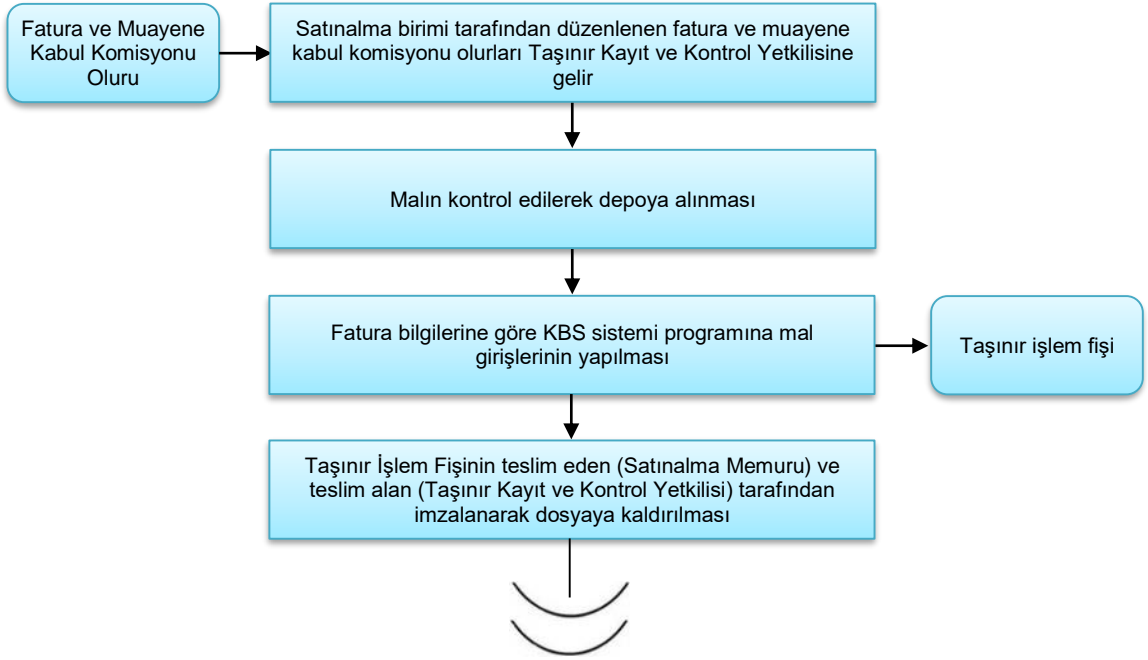 Fatura ve Muayene
Kabul Komisyonu
Oluru
Satınalma birimi tarafından düzenlenen fatura ve muayene
kabul komisyonu olurları Taşınır Kayıt ve Kontrol Yetkilisine
gelir
Malın kontrol edilerek depoya alınması
Fatura bilgilerine göre KBS sistemi programına mal
girişlerinin yapılması
Taşınır işlem fişi
Taşınır İşlem Fişinin teslim eden (Satınalma Memuru) ve
teslim alan (Taşınır Kayıt ve Kontrol Yetkilisi) tarafından
imzalanarak dosyaya kaldırılması